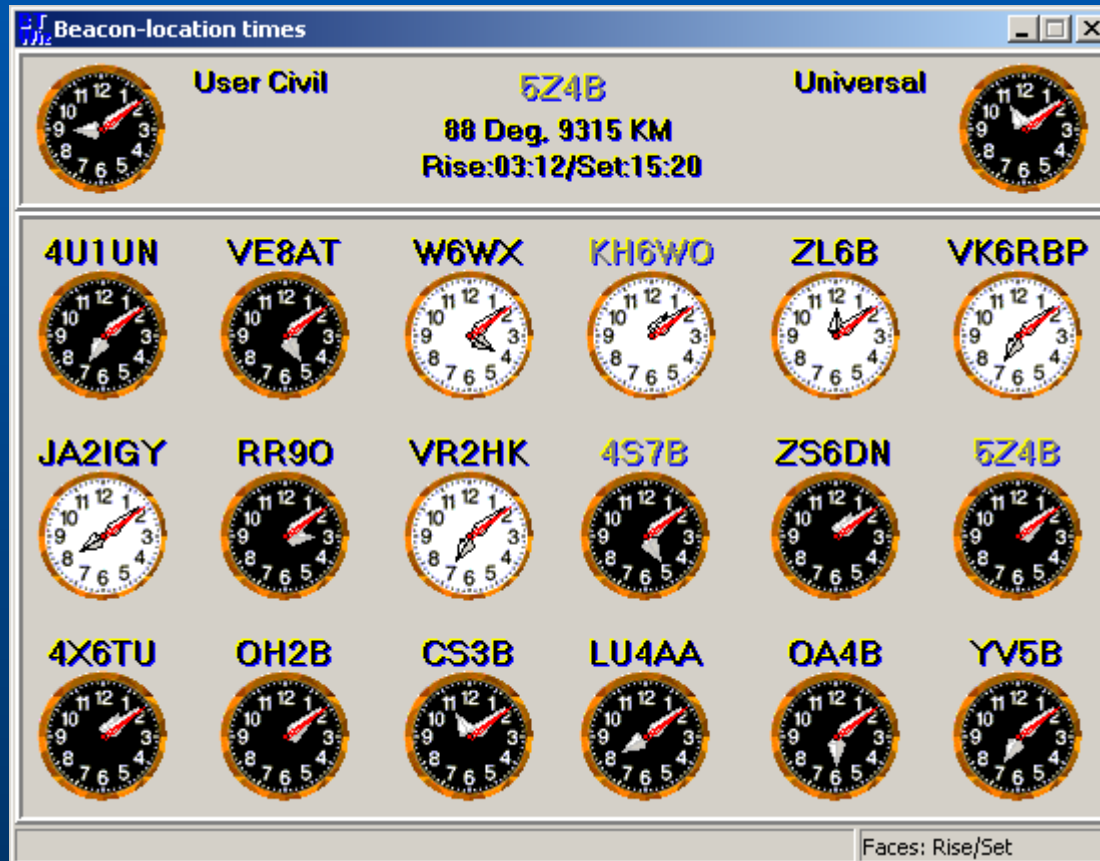 Beacon-location times
User Civil 5Z4B Universal
88 Deg, 9315 KM
Rise:03:12/Set:15:20
4U1UN VE8AT W6WX KH6WO ZL6B VK6RBP
JA2IGY RR9O VR2HK 4S7B ZS6DN 5Z4B
4X6TU OH2B CS3B LU4AA OA4B YV5B
Faces: Rise/Set